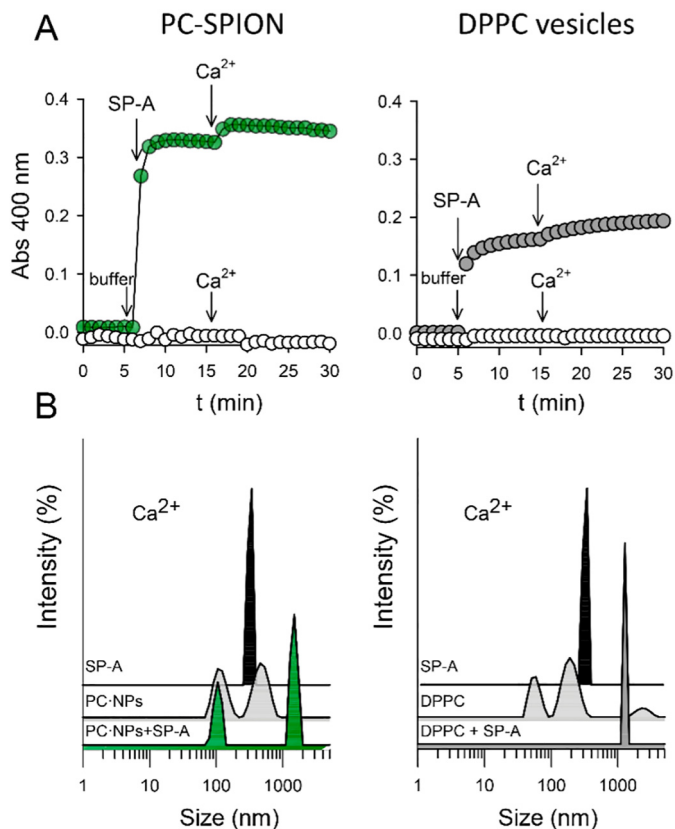 A
PC-SPION
DPPC vesicles
Ca2+
SP-A
buffer
Ca2+
Abs 400 nm
0.4
0.3
0.2
0.1
0.0
0 5 10 15 20 25 30
t (min)
Ca2+
SP-A
buffer
Ca2+
0.4
0.3
0.2
0.1
0.0
0 5 10 15 20 25 30
t (min)
B
Ca2+
Intensity (%)
SP-A
PC·NPs
PC·NPs+SP-A
1 10 100 1000
Size (nm)
Ca2+
Intensity (%)
SP-A
DPPC
DPPC + SP-A
1 10 100 1000
Size (nm)